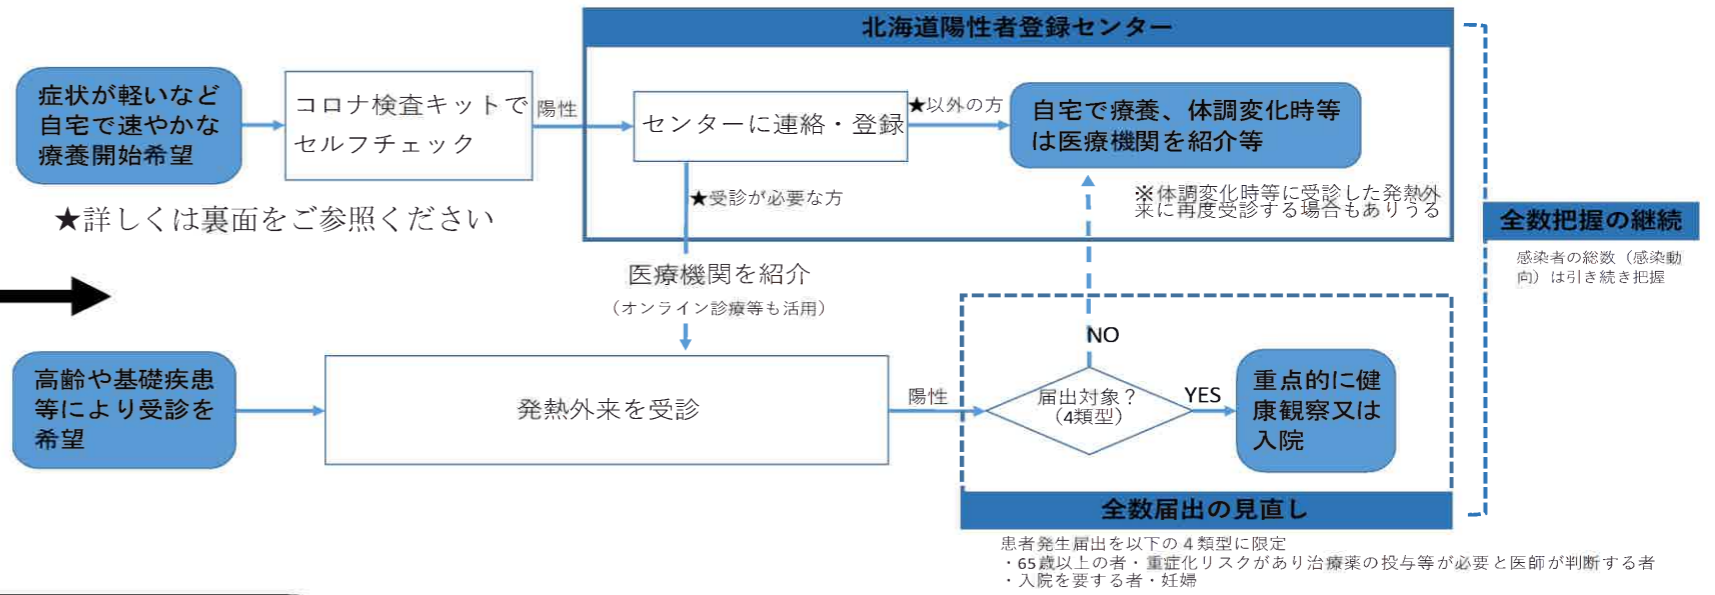 北海道陽性者登録センター
症状が軽いなど
自宅で速やかな
療養開始希望
コロナ検査キットで
セルフチェック
陽性
センターに連絡・登録
★以外の方
自宅で療養、体調変化時等
は医療機関を紹介等
★受診が必要な方
※体調変化時等に受診した発熱外
来に再度受診する場合もありうる
★詳しくは裏面をご参照ください
全数把握の継続
感染者の総数（感染動
向）は引き続き把握
医療機関を紹介
（オンライン診療等も活用）
高齢や基礎疾患
等により受診を
希望
発熱外来を受診
陽性
届出対象？
（4類型）
NO
YES
重点的に健
康観察又は
入院
全数届出の見直し
患者発生届出を以下の４類型に限定
・65歳以上の者・重症化リスクがあり治療薬の投与等が必要と医師が判断する者
・入院を要する者・妊婦